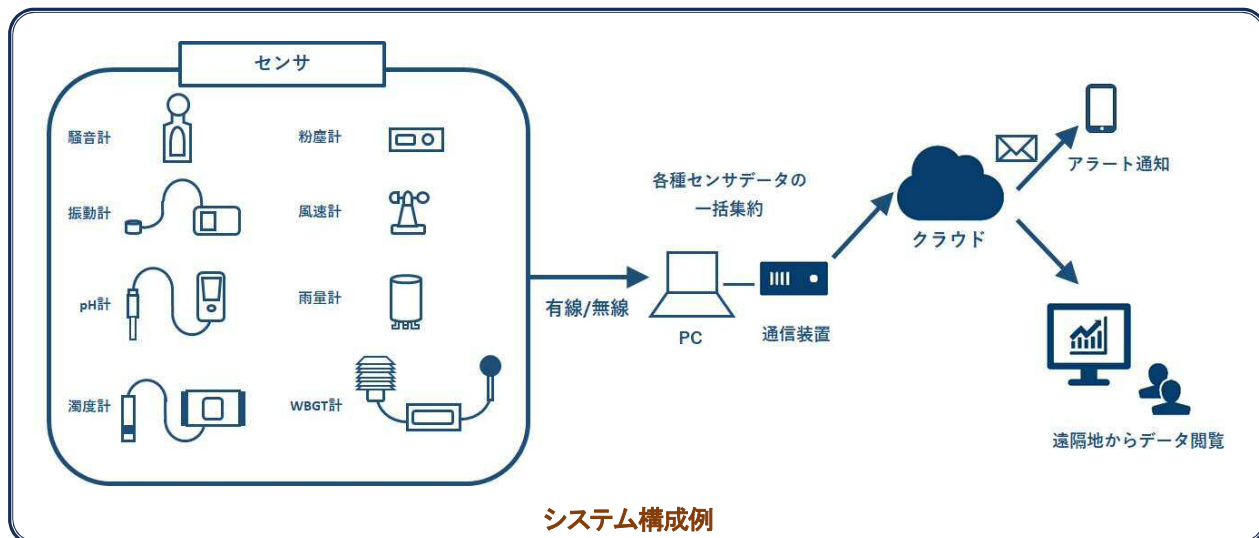 センサ
騒音計
粉塵計
振動計
風速計
pH計
雨量計
濁度計
WBGT計
有線/無線
各種センサデータの
一括集約
PC
通信装置
クラウド
アラート通知
遠隔地からデータ閲覧
システム構成例